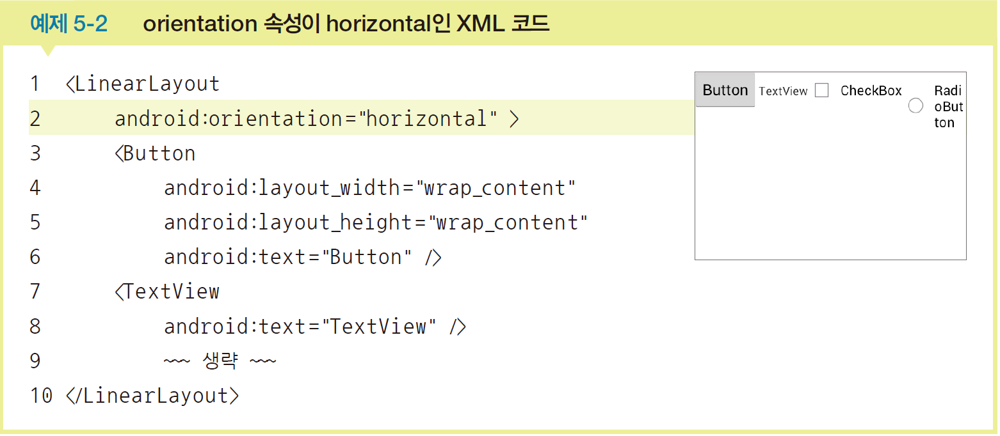 예제 5-2 orientation 속성이 horizontal인 XML 코드
1 <LinearLayout
2 android:orientation="horizontal" >
3 <Button
4 android:layout_width="wrap_content"
5 android:layout_height="wrap_content"
6 android:text="Button" />
7 <TextView
8 android:text="TextView" />
9 ~~~ 생략 ~~~
10 </LinearLayout>
Button TextView CheckBox Radi
oBut
ton